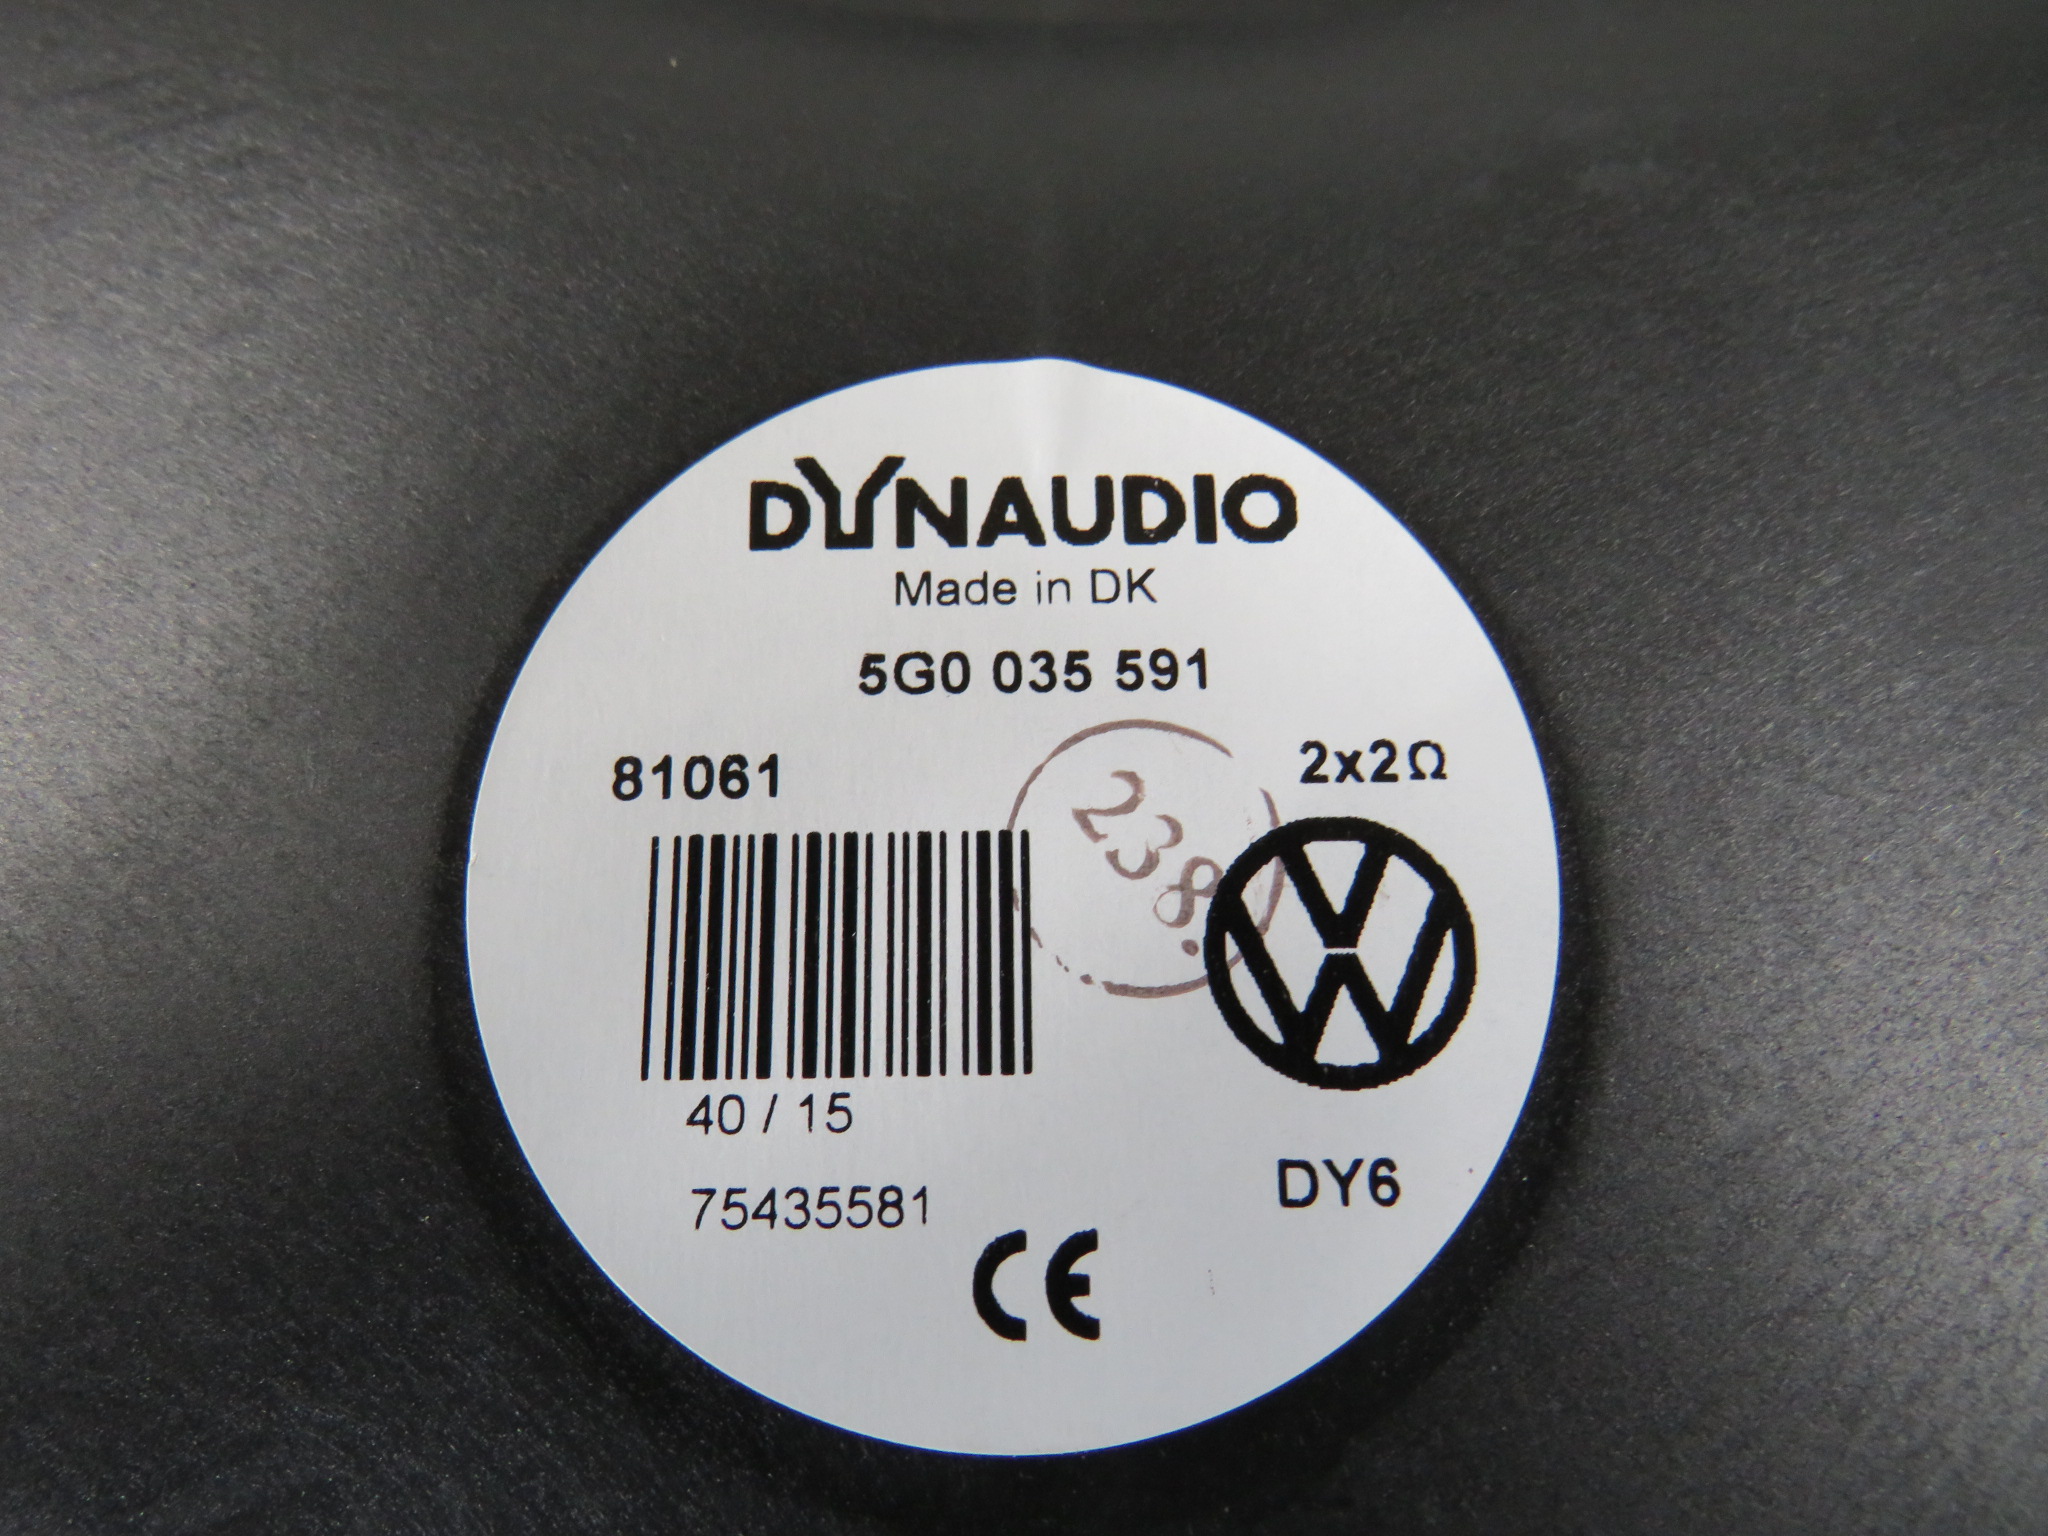 DYNAUDIO
Made in DK
5G0 035 591
81061
2x2Ω
238.
40 / 15
DY6
75435581
CE